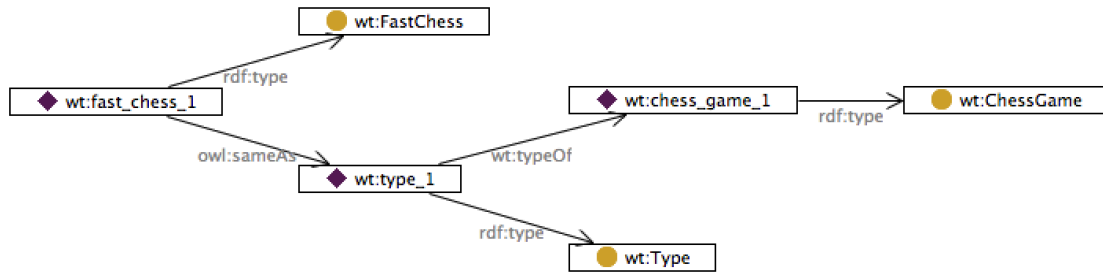 wt:FastChess
rdf:type
wt:fast_chess_1
wt:chess_game_1
wt:ChessGame
rdf:type
owl:sameAs
wt:typeOf
wt:type_1
rdf:type
wt:Type